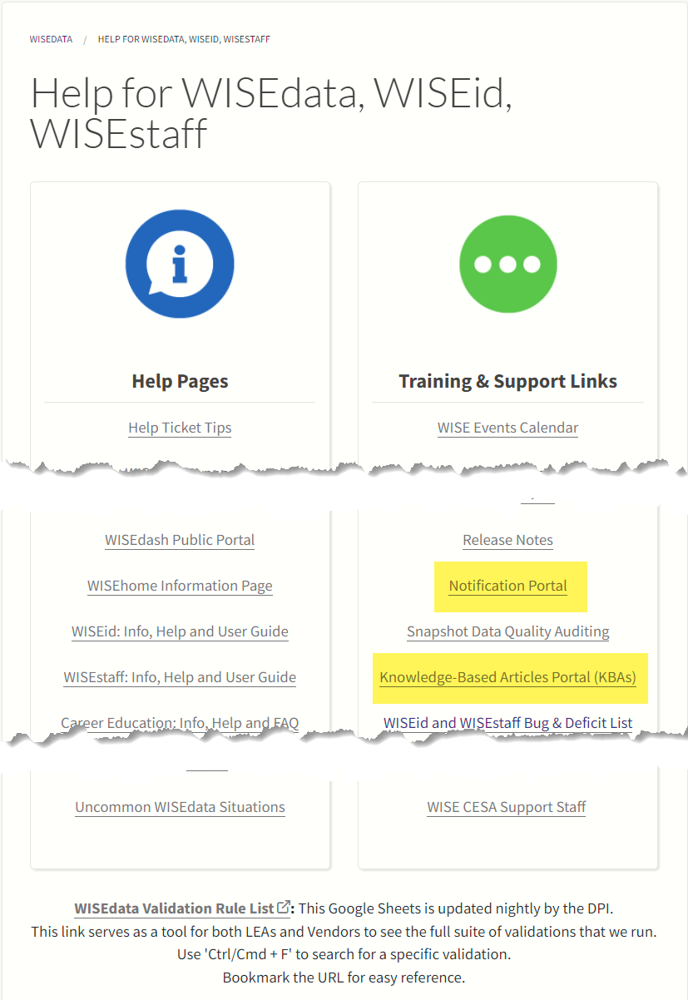 WISEDATA / HELP FOR WISEDATA, WISEID, WISESTAFF
Help for WISEdata, WISEid,
WISEstaff
Help Pages
Help Ticket Tips
WISEdash Public Portal
WISEhome Information Page
WISEid: Info, Help and User Guide
WISEstaff: Info, Help and User Guide
Career Education: Info, Help and FAQ
Uncommon WISEdata Situations
Training & Support Links
WISE Events Calendar
Release Notes
Notification Portal
Snapshot Data Quality Auditing
Knowledge-Based Articles Portal (KBAs)
WISEid and WISEstaff Bug & Deficit List
WISE CESA Support Staff
WISEdata Validation Rule List: This Google Sheets is updated nightly by the DPI.
This link serves as a tool for both LEAs and Vendors to see the full suite of validations that we run.
Use 'Ctrl/Cmd + F' to search for a specific validation.
Bookmark the URL for easy reference.